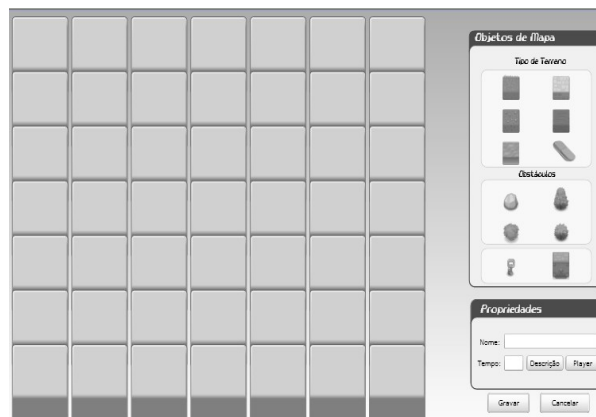 Objetos de Mapa
Tipo de Terreno
Obstáculos
Propriedades
Nome:
Tempo:
Descrição
Player
Gravar
Cancelar